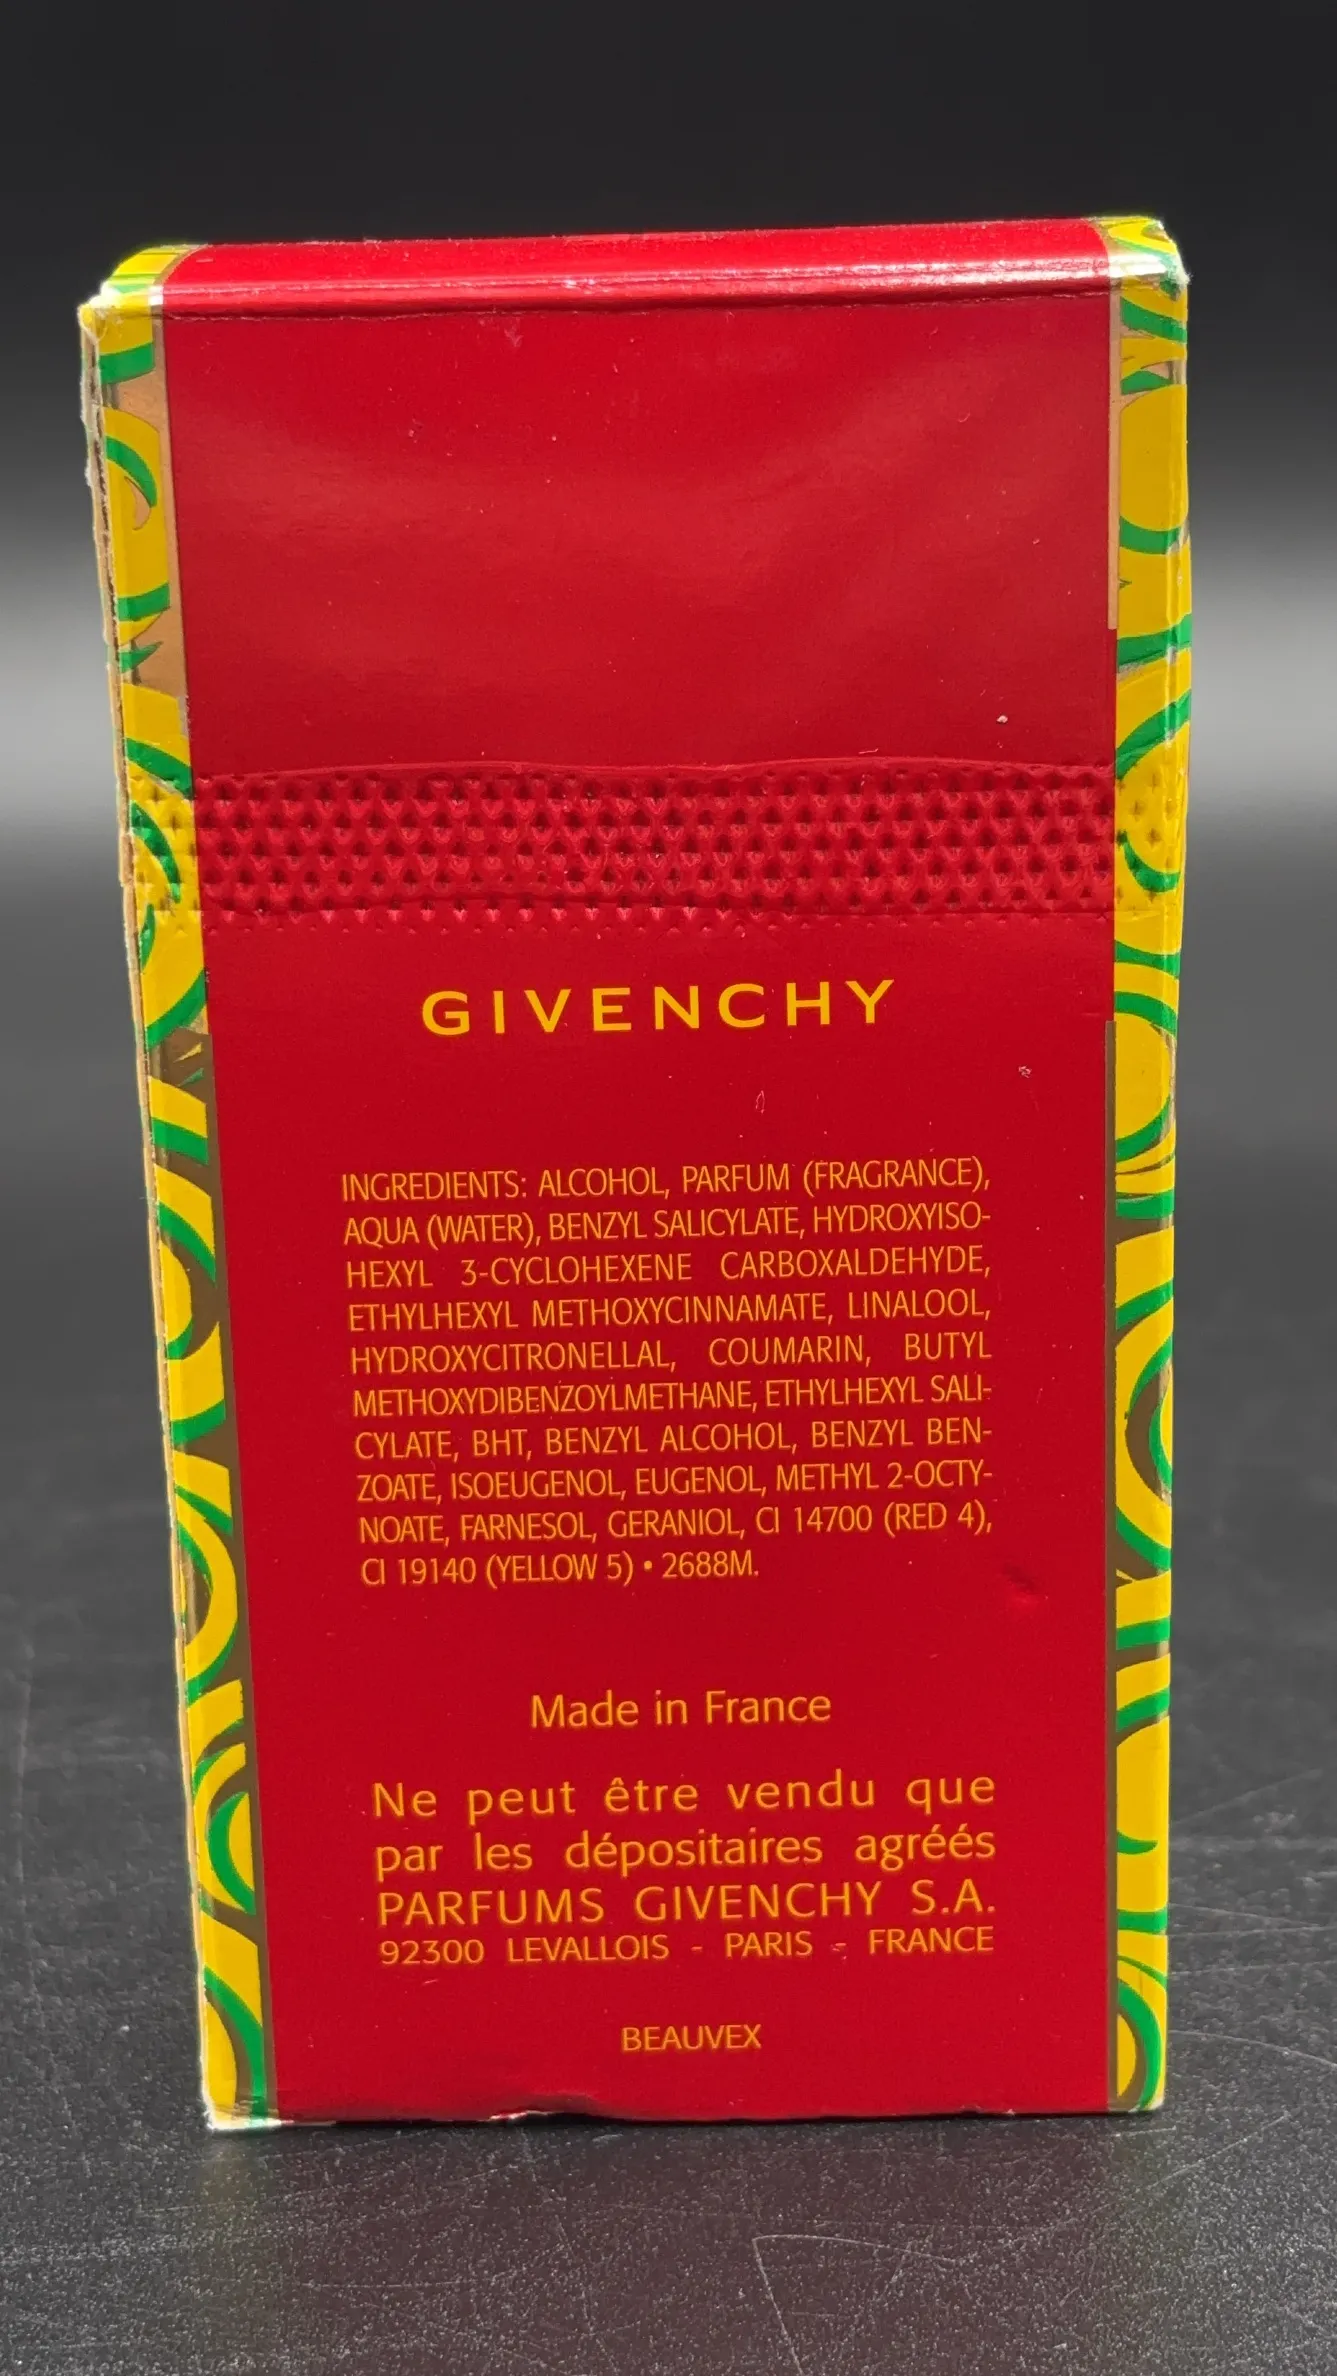 GIVENCHY
INGREDIENTS: ALCOHOL, PARFUM (FRAGRANCE),
AQUA (WATER), BENZYL SALICYLATE, HYDROXYISO-
HEXYL 3-CYCLOHEXENE CARBOXALDEHYDE,
ETHYLHEXYL METHOXYCINNAMATE, LINALOOL,
HYDROXYCITRONELLAL, COUMARIN, BUTYL
METHOXYDIBENZOYLMETHANE, ETHYLHEXYL SALI-
CYLATE, BHT, BENZYL ALCOHOL, BENZYL BEN-
ZOATE, ISOEUGENOL, EUGENOL, METHYL 2-OCTY-
NOATE, FARNESOL, GERANIOL, CI 14700 (RED 4),
CI 19140 (YELLOW 5) • 2688M.
Made in France
Ne peut être vendu que
par les dépositaires agréés
PARFUMS GIVENCHY S.A.
92300 LEVALLOIS - PARIS - FRANCE
BEAUVEX